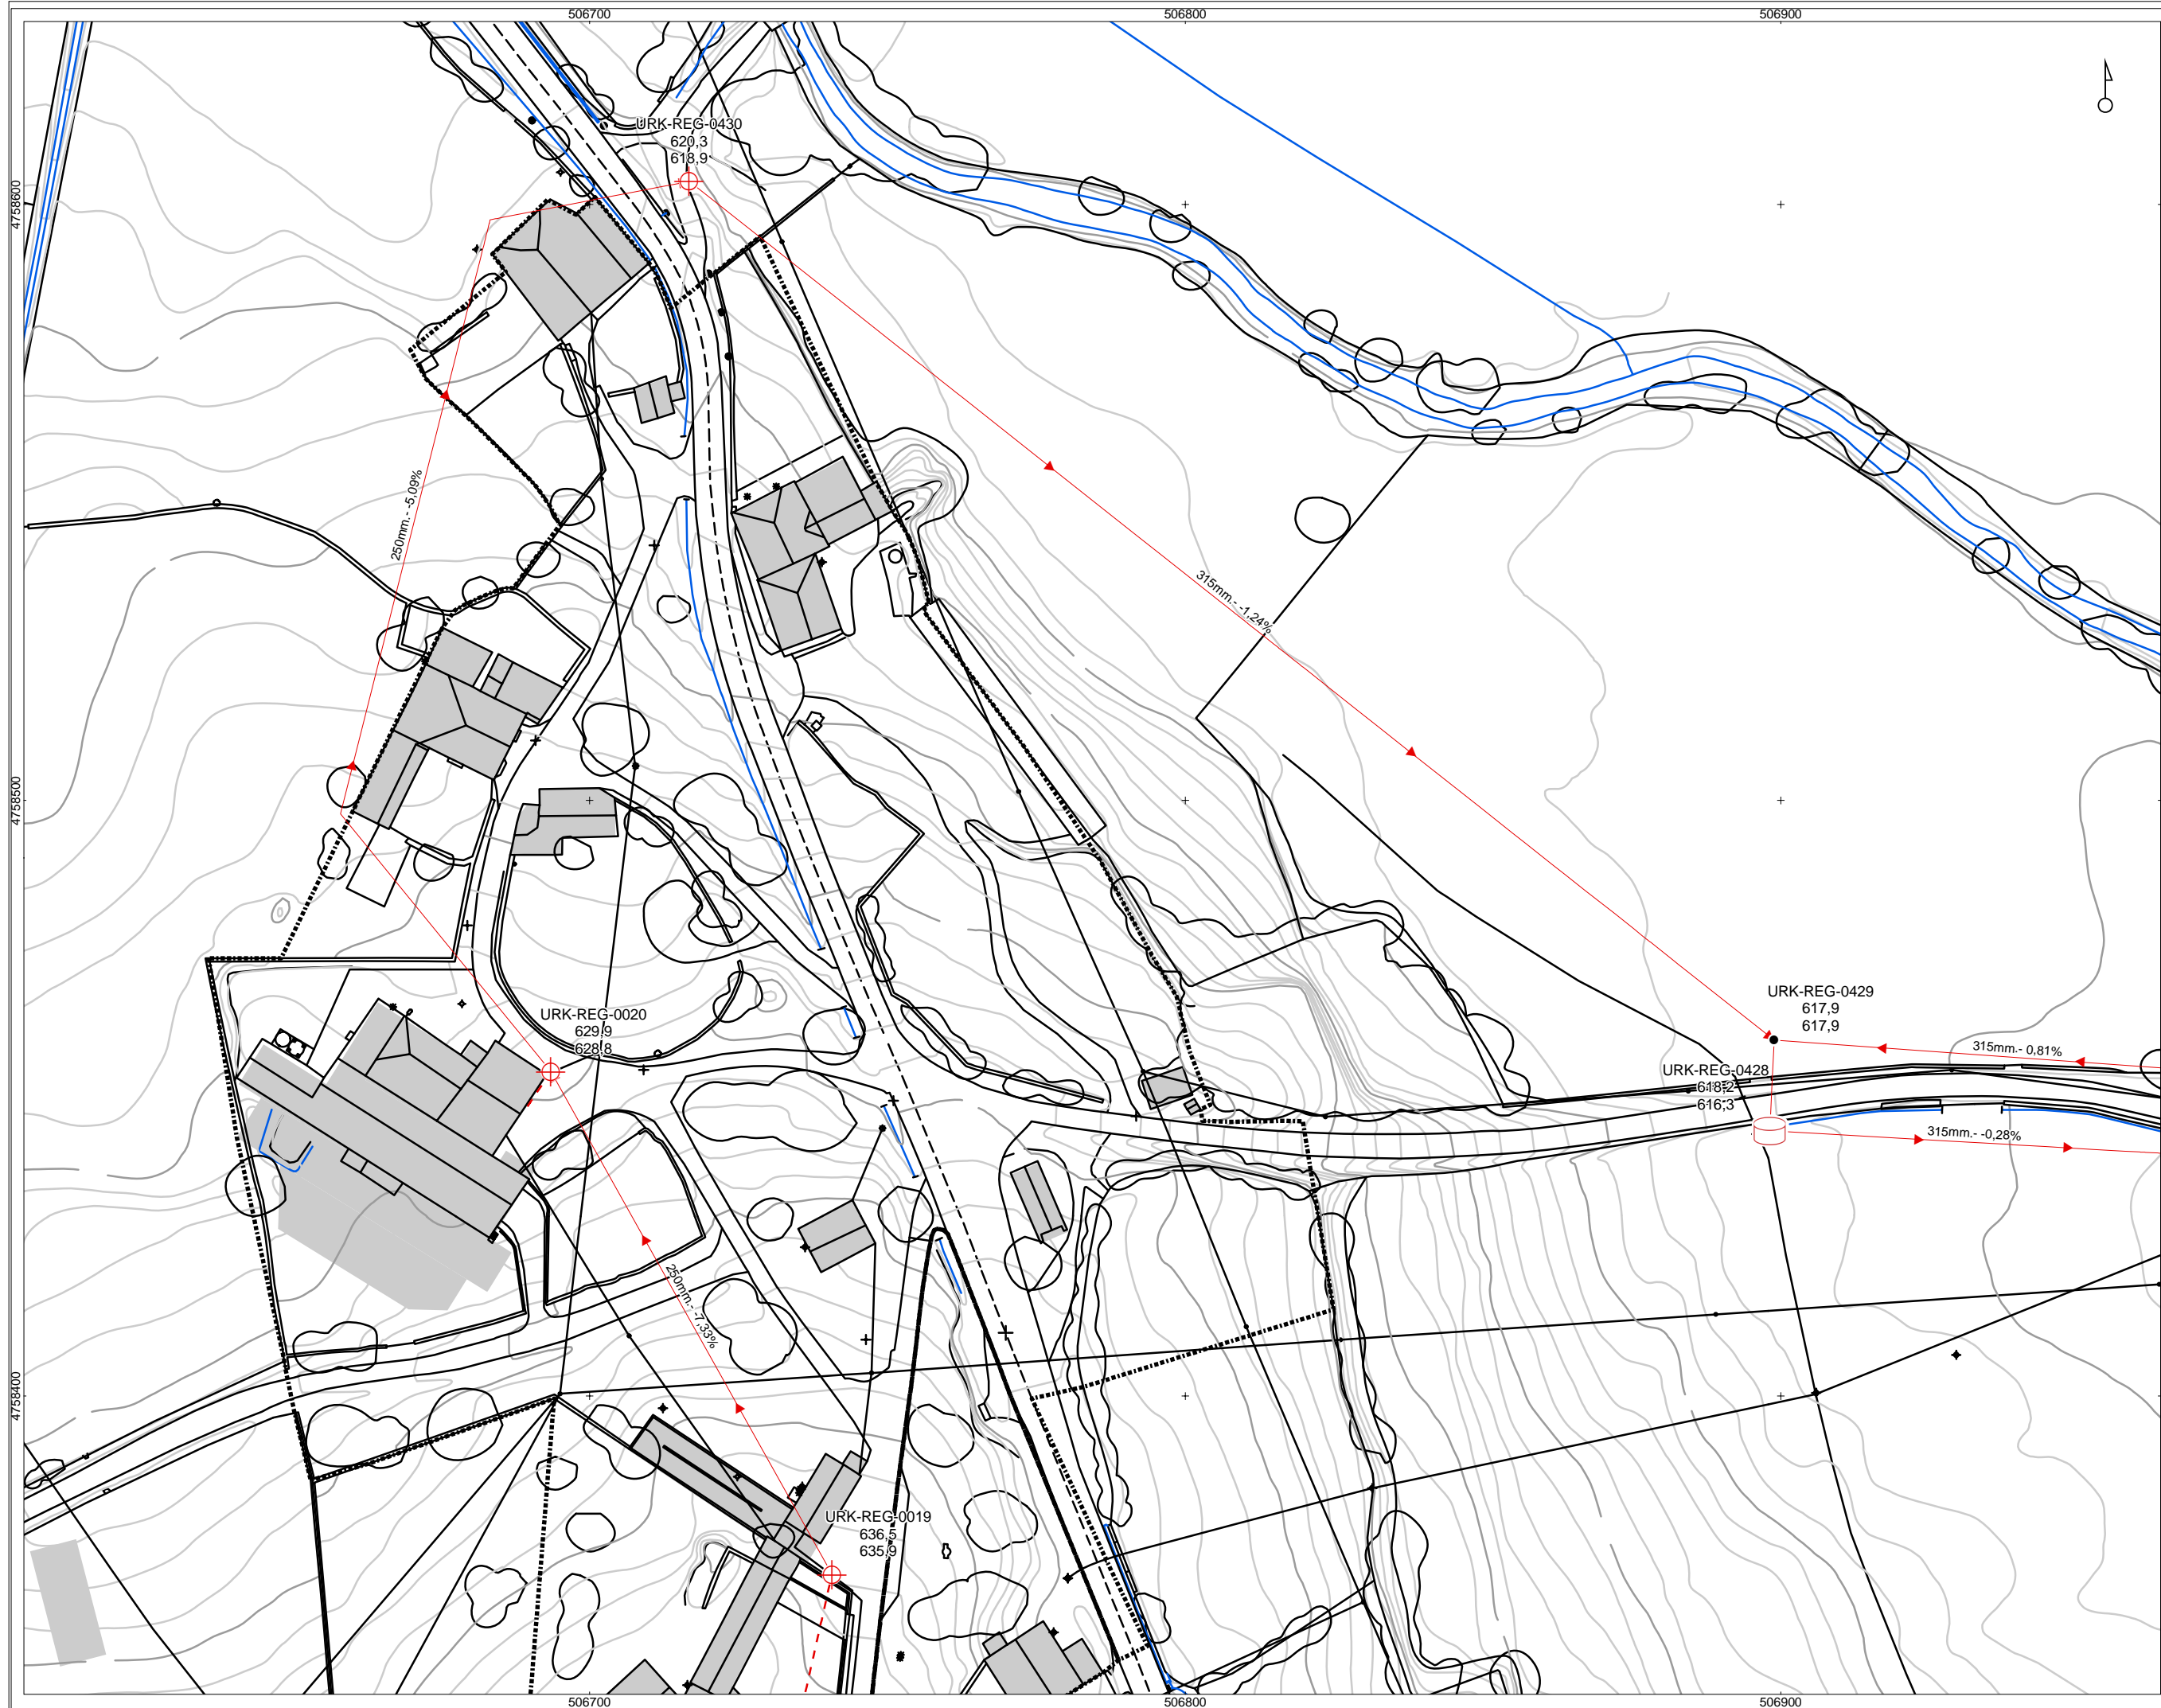 506700
506800
506900
4758600
URK-REG-0430
620,3
618,9
250mm.- -5,09%
315mm.- -1,24%
4758500
URK-REG-0020
629,9
628,8
URK-REG-0429
617,9
617,9
315mm.- 0,81%
URK-REG-0428
618,2
616,3
315mm.- -0,28%
250mm.- -7,33%
4758400
URK-REG-0019
636,5
635,9
506700
506800
506900